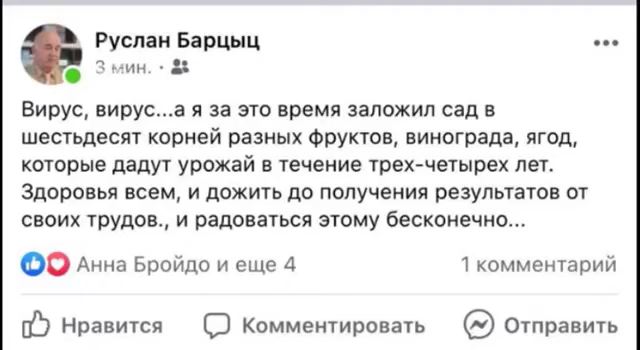 Руслан Барцыц
3 мин.
Вирус, вирус...а я за это время заложил сад в
шестьдесят корней разных фруктов, винограда, ягод,
которые дадут урожай в течение трех-четырех лет.
Здоровья всем, и дожить до получения результатов от
своих трудов., и радоваться этому бесконечно...
Анна Бройдо и еще 4
1 комментарий
Нравится
Комментировать
Отправить